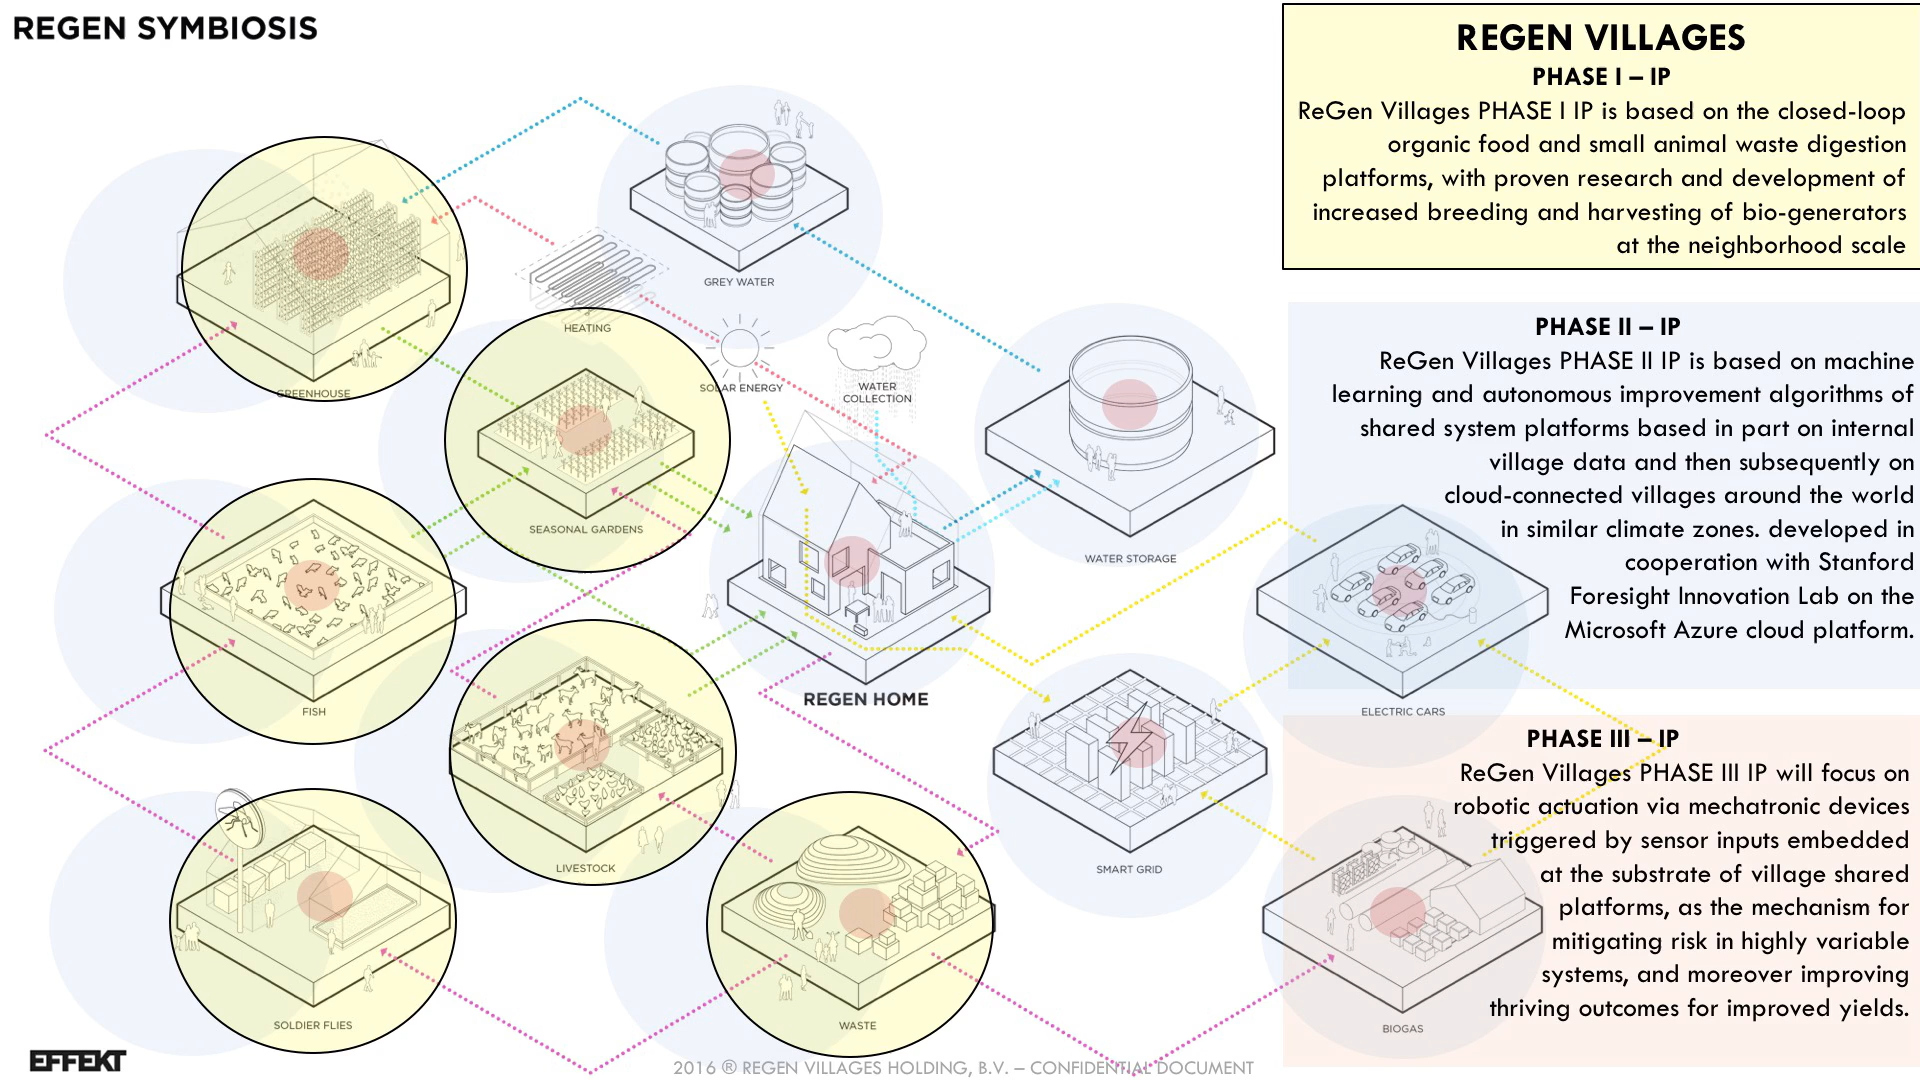 REGEN SYMBIOSIS
REGEN VILLAGES
PHASE I – IP
ReGen Villages PHASE I IP is based on the closed-loop
organic food and small animal waste digestion
platforms, with proven research and development of
increased breeding and harvesting of bio-generators
at the neighborhood scale
GREY WATER
HEATING
SOLAR ENERGY
WATER
COLLECTION
GREENHOUSE
SEASONAL GARDENS
WATER STORAGE
PHASE II – IP
ReGen Villages PHASE II IP is based on machine
learning and autonomous improvement algorithms of
shared system platforms based in part on internal
village data and then subsequently on
cloud-connected villages around the world
in similar climate zones. developed in
cooperation with Stanford
Foresight Innovation Lab on the
Microsoft Azure cloud platform.
FISH
REGEN HOME
ELECTRIC CARS
PHASE III – IP
ReGen Villages PHASE III IP will focus on
robotic actuation via mechatronic devices
triggered by sensor inputs embedded
at the substrate of village shared
platforms, as the mechanism for
mitigating risk in highly variable
systems, and moreover improving
thriving outcomes for improved yields.
LIVESTOCK
SMART GRID
SOLDIER FLIES
WASTE
BIOGAS
EFFEKT
2016 ® REGEN VILLAGES HOLDING, B.V. – CONFIDENTIAL DOCUMENT